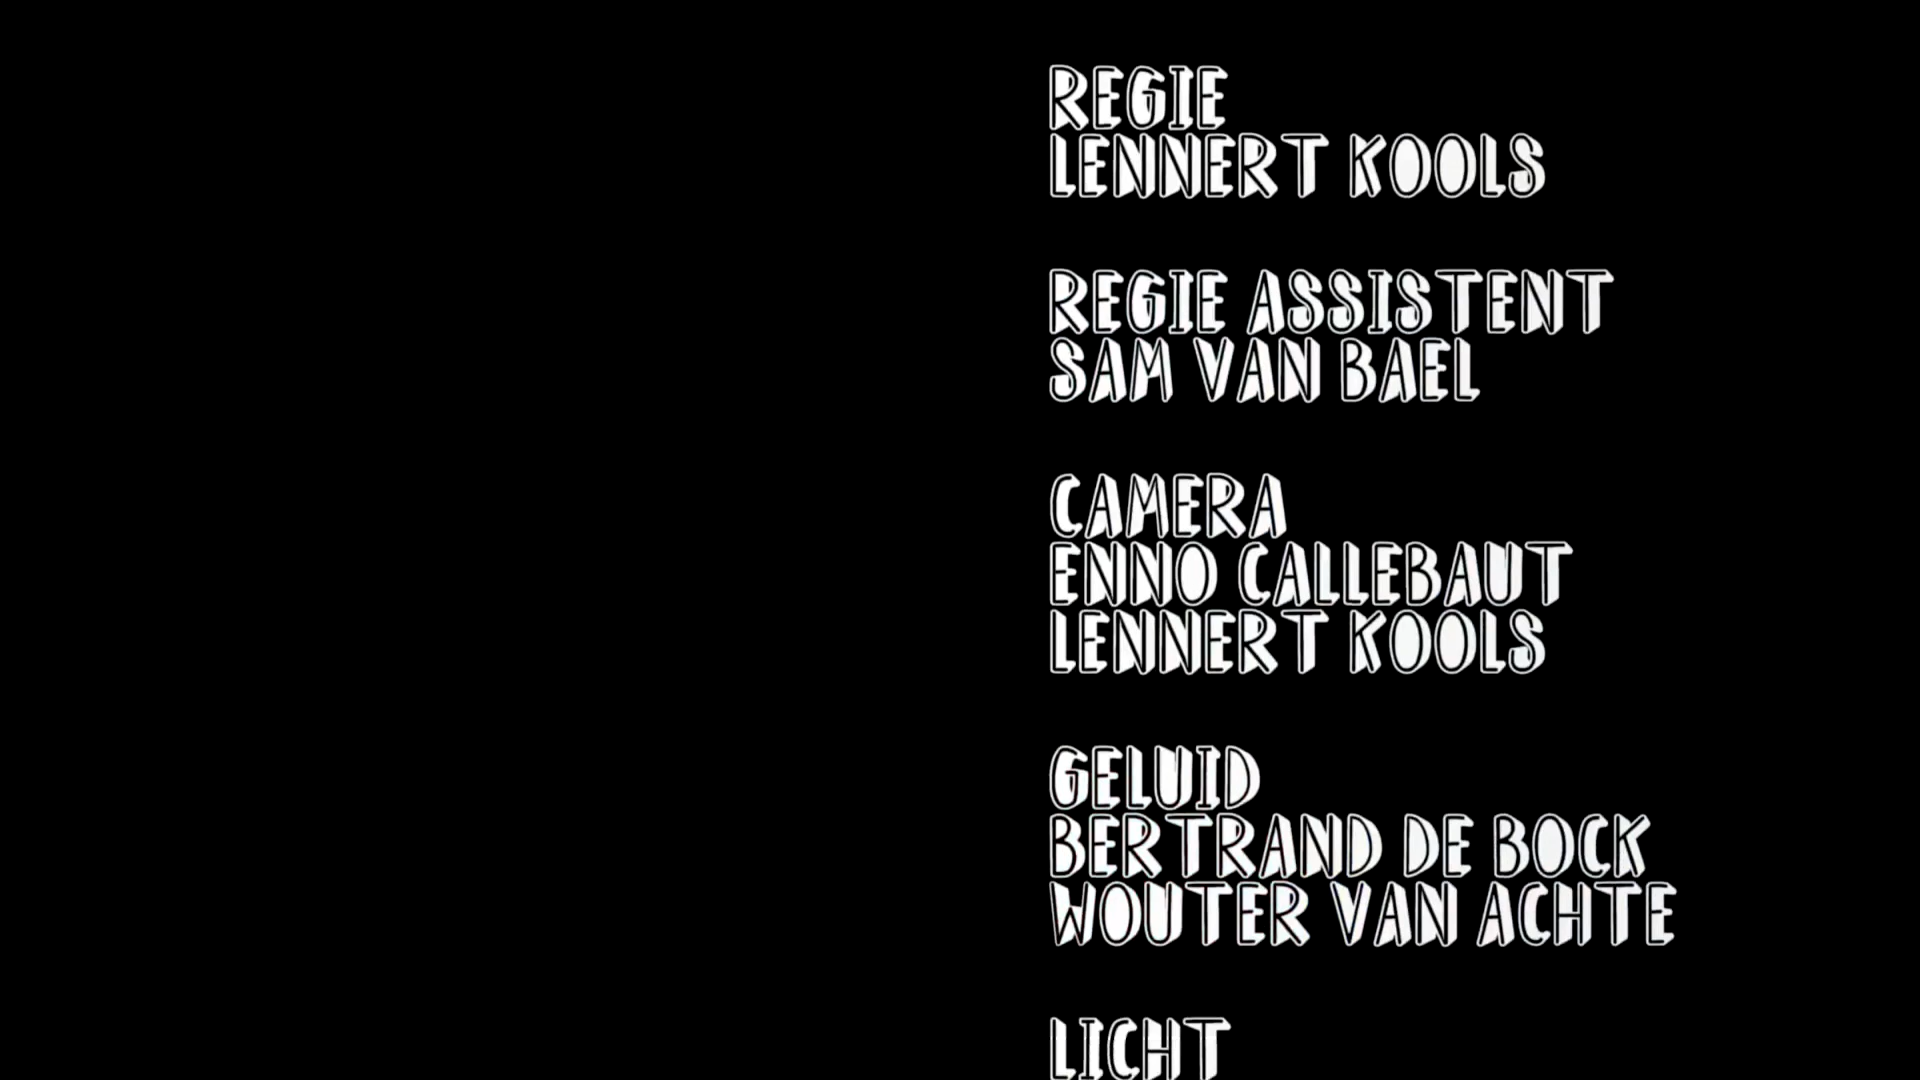 REGIE
LENNERT KOOLS
REGIE ASSISTENT
SAM VAN BAEL
CAMERA
ENNO CALLEBAUT
LENNERT KOOLS
GELUID
BERTRAND DE BOCK
WOUTER VAN ACHTE
LICHT